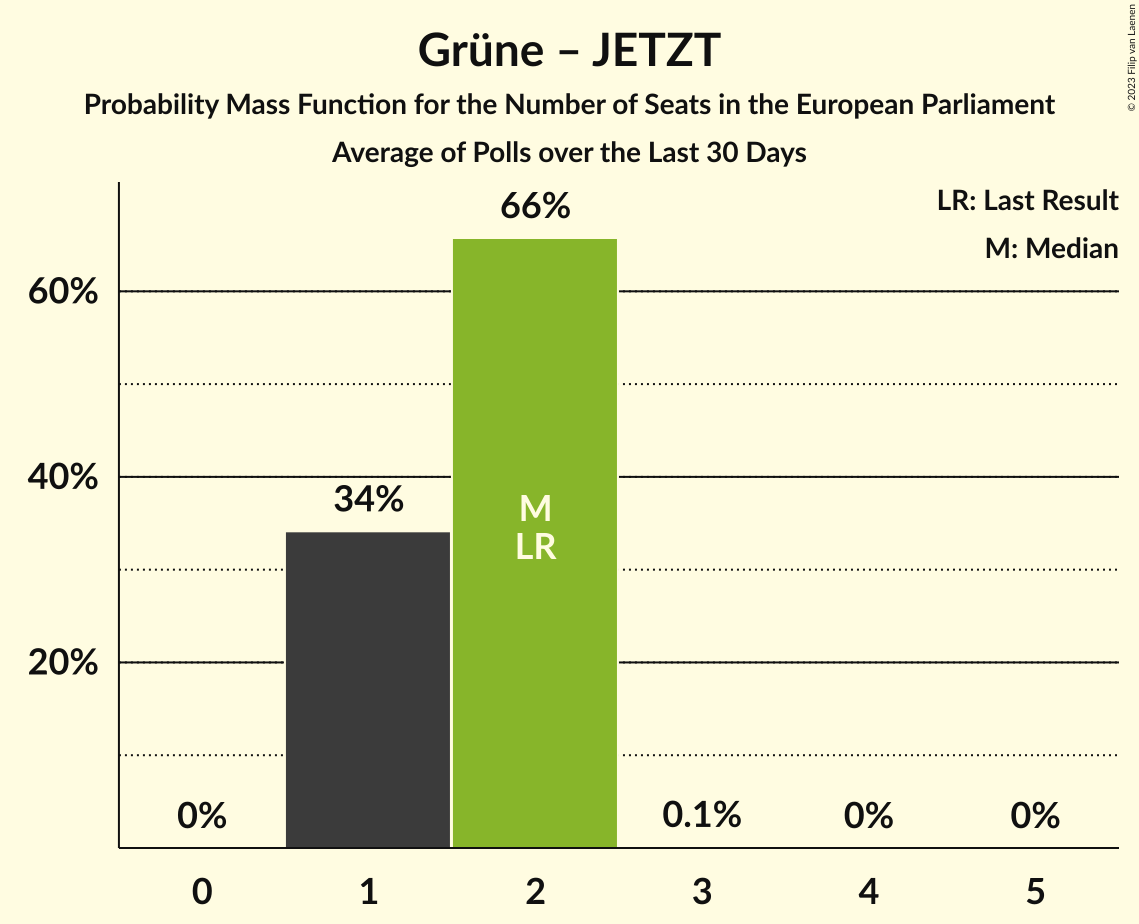 Grüne – JETZT
Probability Mass Function for the Number of Seats in the European Parliament
Average of Polls over the Last 30 Days
© 2023 Filip van Laenen
LR: Last Result
M: Median
60%
40%
20%
0%
34%
66%
M
LR
0.1%
0%
0%
0
1
2
3
4
5